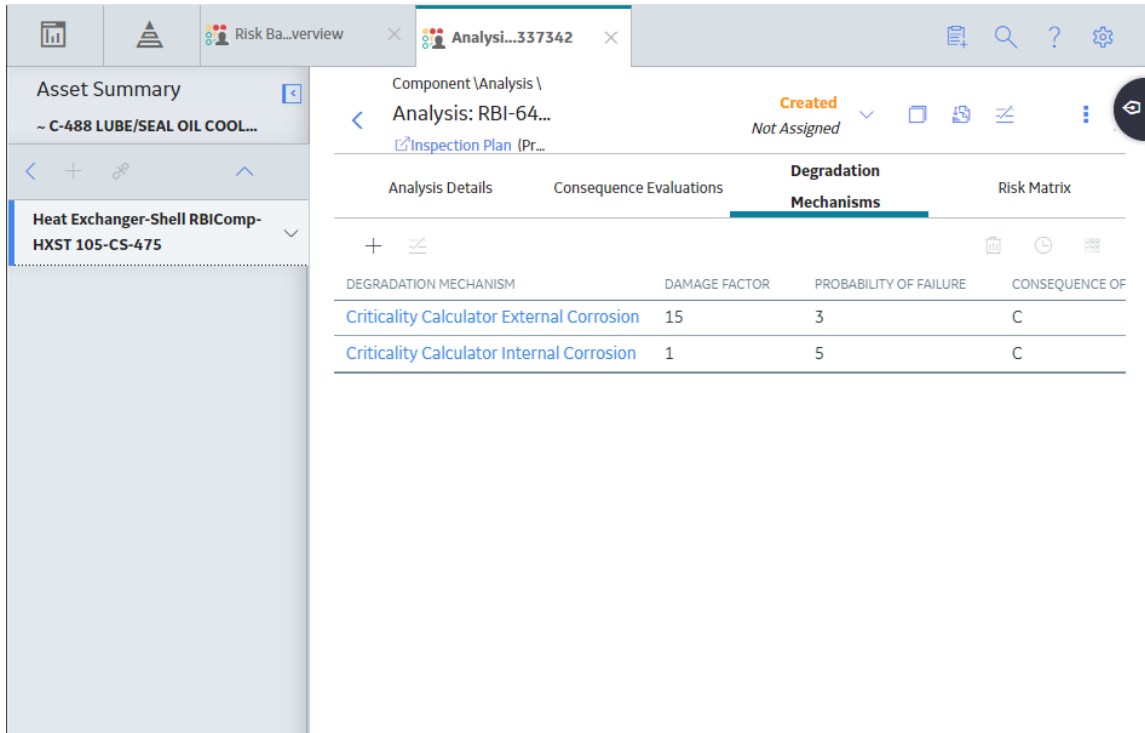 Risk Ba...verview
Analysi...337342
Asset Summary
~ C-488 LUBE/SEAL OIL COOL...
Heat Exchanger-Shell RBIComp-
HXST 105-CS-475
Component \Analysis \
Analysis: RBI-64...
Inspection Plan (Pr...
Created
Not Assigned
Analysis Details
Consequence Evaluations
Degradation
Mechanisms
Risk Matrix
DEGRADATION MECHANISM DAMAGE FACTOR PROBABILITY OF FAILURE CONSEQUENCE OF
Criticality Calculator External Corrosion 15 3 C
Criticality Calculator Internal Corrosion 1 5 C